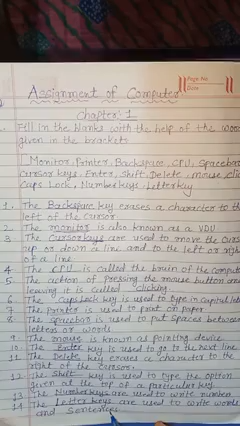 Page No.
Date
Assignment of Computer
Chapter: 1
Fill in the blanks with the help of the words
given in the brackets
Monitor, Printer, Backspace, CPU, Spacebar
Cursor keys, Enter, Shift, Delete, mouse, clic
Caps Lock, Number keys, Letter key
1. The Backspace key erases a character to the
left of the cursor
2. The monitor is also known as a VDU
3. The Cursor keys are used to move the curs
up or down a line and to the left or righ
of a line
4. The CPU is called the brain of the compute
5. The action of pressing the mouse button and
leaving it is called clicking.
6. The Caps Lock key is used to type in Capital lette
7. The Printer is used to print on paper
8. The spacebar is used to put spaces between
letters or words
9. The mouse is known as pointing device
10. The Enter key is used to go to the next line.
11. The Delete key erases a character to the
right of the cursor.
12. The Shift key is used to type the option
given at the top of a particular key
13. The Number keys are used to write number
14. The Letter keys are used to write words
and Sentences